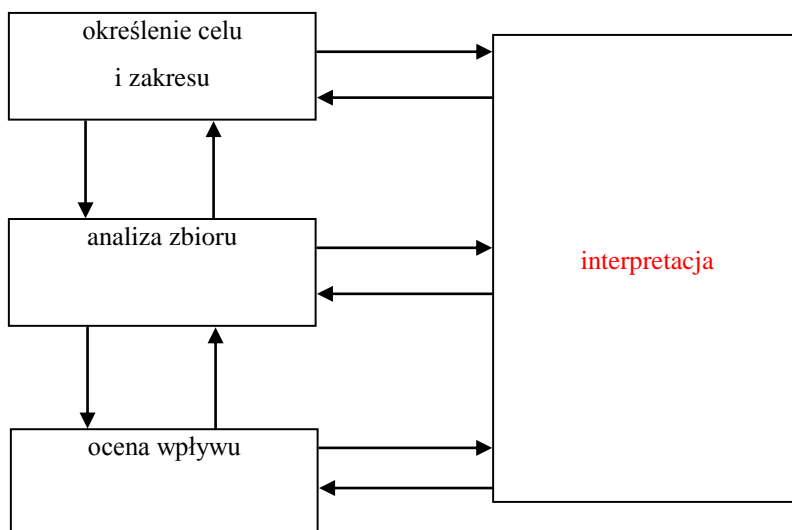 określenie celu
i zakresu
analiza zbioru
interpretacja
ocena wpływu